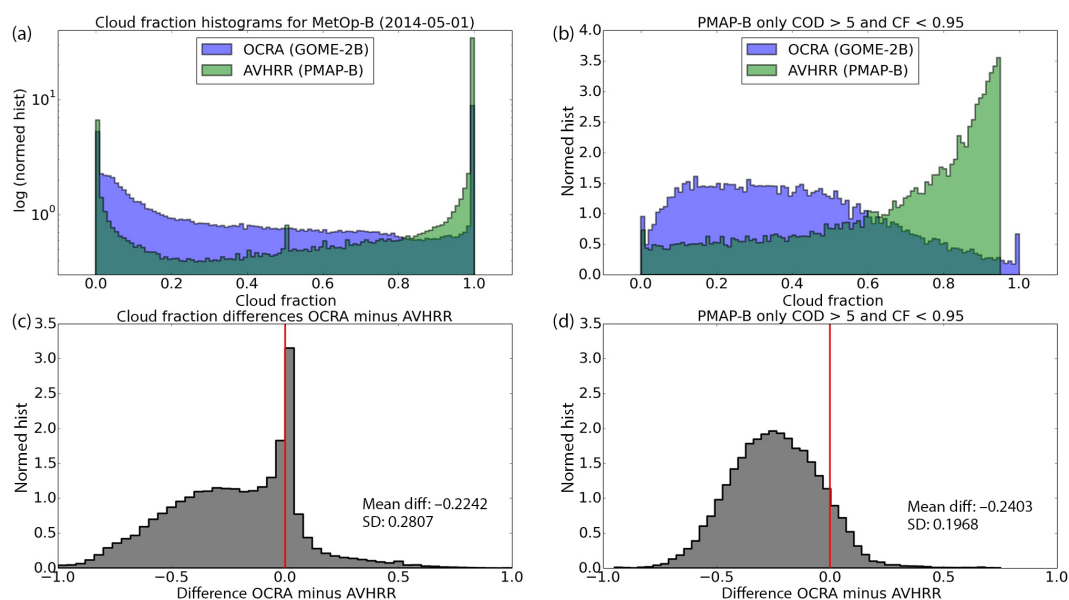 (a)
Cloud fraction histograms for MetOp-B (2014-05-01)
OCRA (GOME-2B)
AVHRR (PMAP-B)
log (normed hist)
10^1
10^0
0.0 0.2 0.4 0.6 0.8 1.0
Cloud fraction
(b)
PMAP-B only COD > 5 and CF < 0.95
OCRA (GOME-2B)
AVHRR (PMAP-B)
Normed hist
4.0
3.5
3.0
2.5
2.0
1.5
1.0
0.5
0.0
0.0 0.2 0.4 0.6 0.8 1.0
Cloud fraction
(c)
Cloud fraction differences OCRA minus AVHRR
Normed hist
3.5
3.0
2.5
2.0
1.5
1.0
0.5
0.0
Mean diff: –0.2242
SD: 0.2807
−1.0 −0.5 0.0 0.5 1.0
Difference OCRA minus AVHRR
(d)
PMAP-B only COD > 5 and CF < 0.95
Normed hist
3.5
3.0
2.5
2.0
1.5
1.0
0.5
0.0
Mean diff: –0.2403
SD: 0.1968
−1.0 −0.5 0.0 0.5 1.0
Difference OCRA minus AVHRR